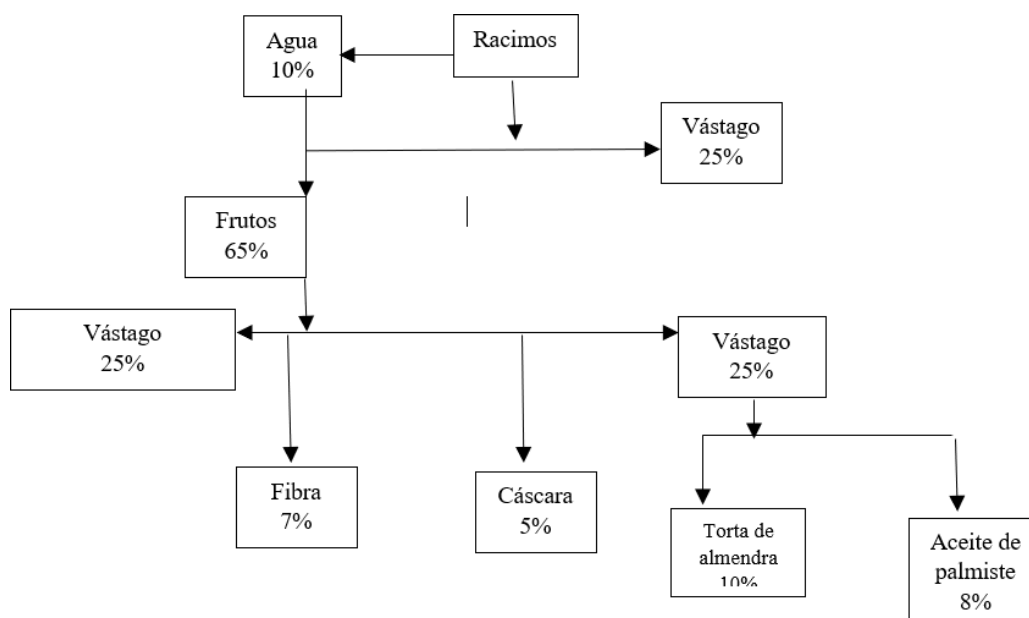 Agua
10%
Racimos
Vástago
25%
Frutos
65%
Vástago
25%
Vástago
25%
Fibra
7%
Cáscara
5%
Torta de
almendra
10%
Aceite de
palmiste
8%